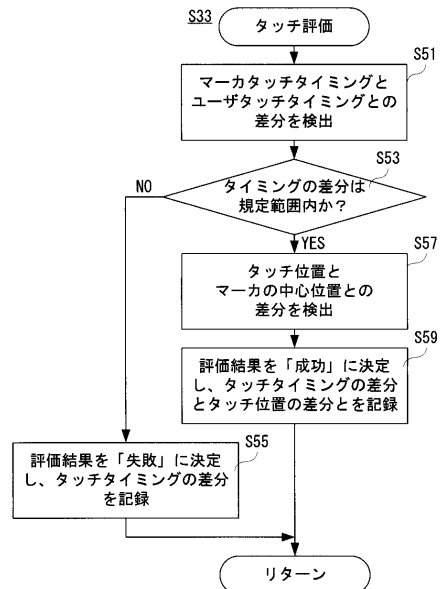 S33
タッチ評価
S51
マーカタッチタイミングと
ユーザタッチタイミングとの
差分を検出
S53
タイミングの差分は
規定範囲内か?
NO
YES
S57
タッチ位置と
マーカの中心位置との
差分を検出
S59
評価結果を「成功」に決定
し、タッチタイミングの差分
とタッチ位置の差分とを記録
S55
評価結果を「失敗」に決定
し、タッチタイミングの差分
を記録
リターン